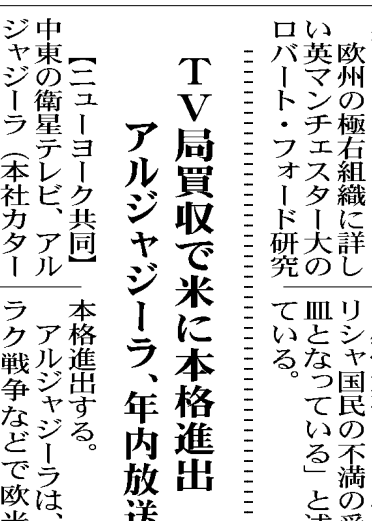 欧州の極右組織に詳し
い英マンチェスター大の
ロバート・フォード研究
リシャ国民の不満の受
皿となっている」と
ている。
TV局買収で米に本格進出
アルジャジーラ、年内放送
【ニューヨーク共同】
中東の衛星テレビ、アル
ジャジーラ（本社カター
本格進出する。
アルジャジーラは、
ラク戦争などで欧米